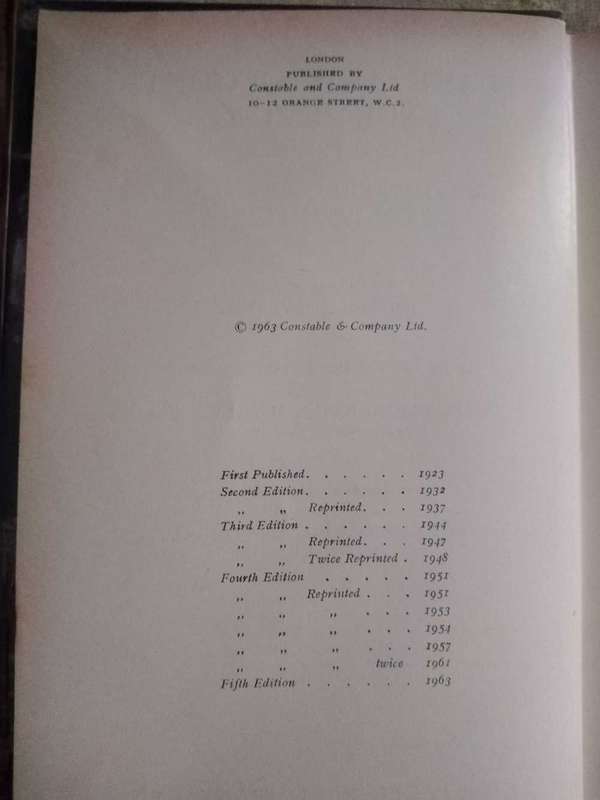 LONDON
PUBLISHED BY
Constable and Company Ltd
10–12 ORANGE STREET, W.C.2.
© 1963 Constable & Company Ltd.
First Published. . . . . . 1923
Second Edition. . . . . . 1932
,, ,, Reprinted. . . 1937
Third Edition . . . . . . 1944
,, ,, Reprinted. . . 1947
,, ,, Twice Reprinted . 1948
Fourth Edition . . . . . 1951
,, ,, Reprinted . . . 1951
,, ,, ,, . . . 1953
,, ,, ,, . . . 1954
,, ,, ,, . . . 1957
,, ,, ,, twice 1961
Fifth Edition . . . . . . 1963